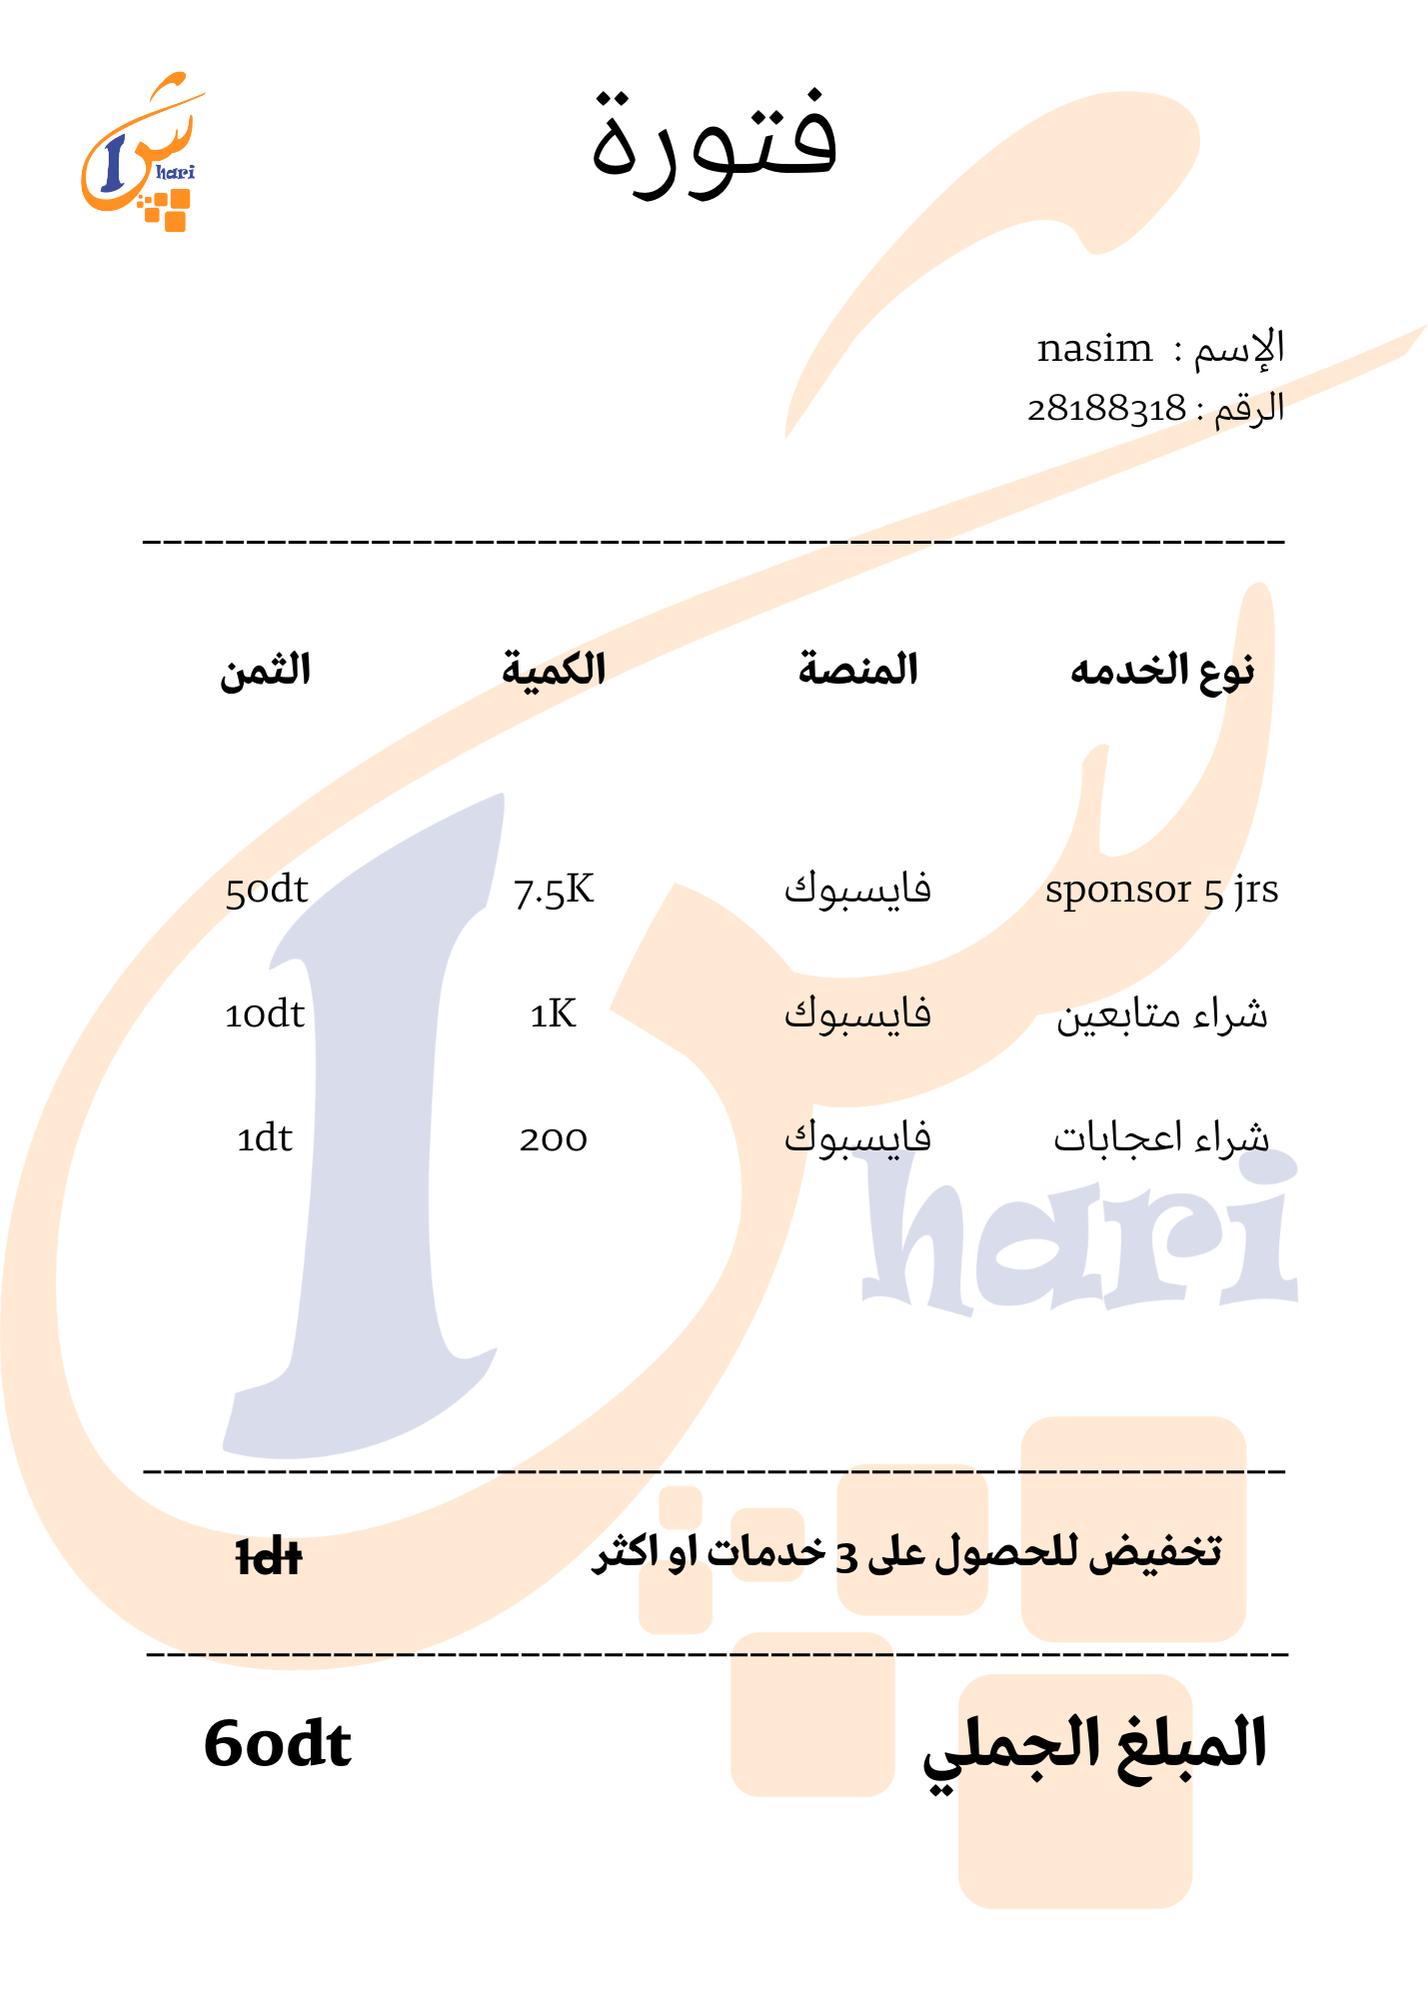 hari
فتورة
الإسم : nasim
الرقم : 28188318
نوع الخدمه المنصة الكمية الثمن
sponsor 5 jrs فايسبوك 7.5K 50dt
شراء متابعين فايسبوك 1K 10dt
شراء اعجابات فايسبوك 200 1dt
hari
تخفيض للحصول على 3 خدمات او اكثر 1dt
المبلغ الجملي 60dt